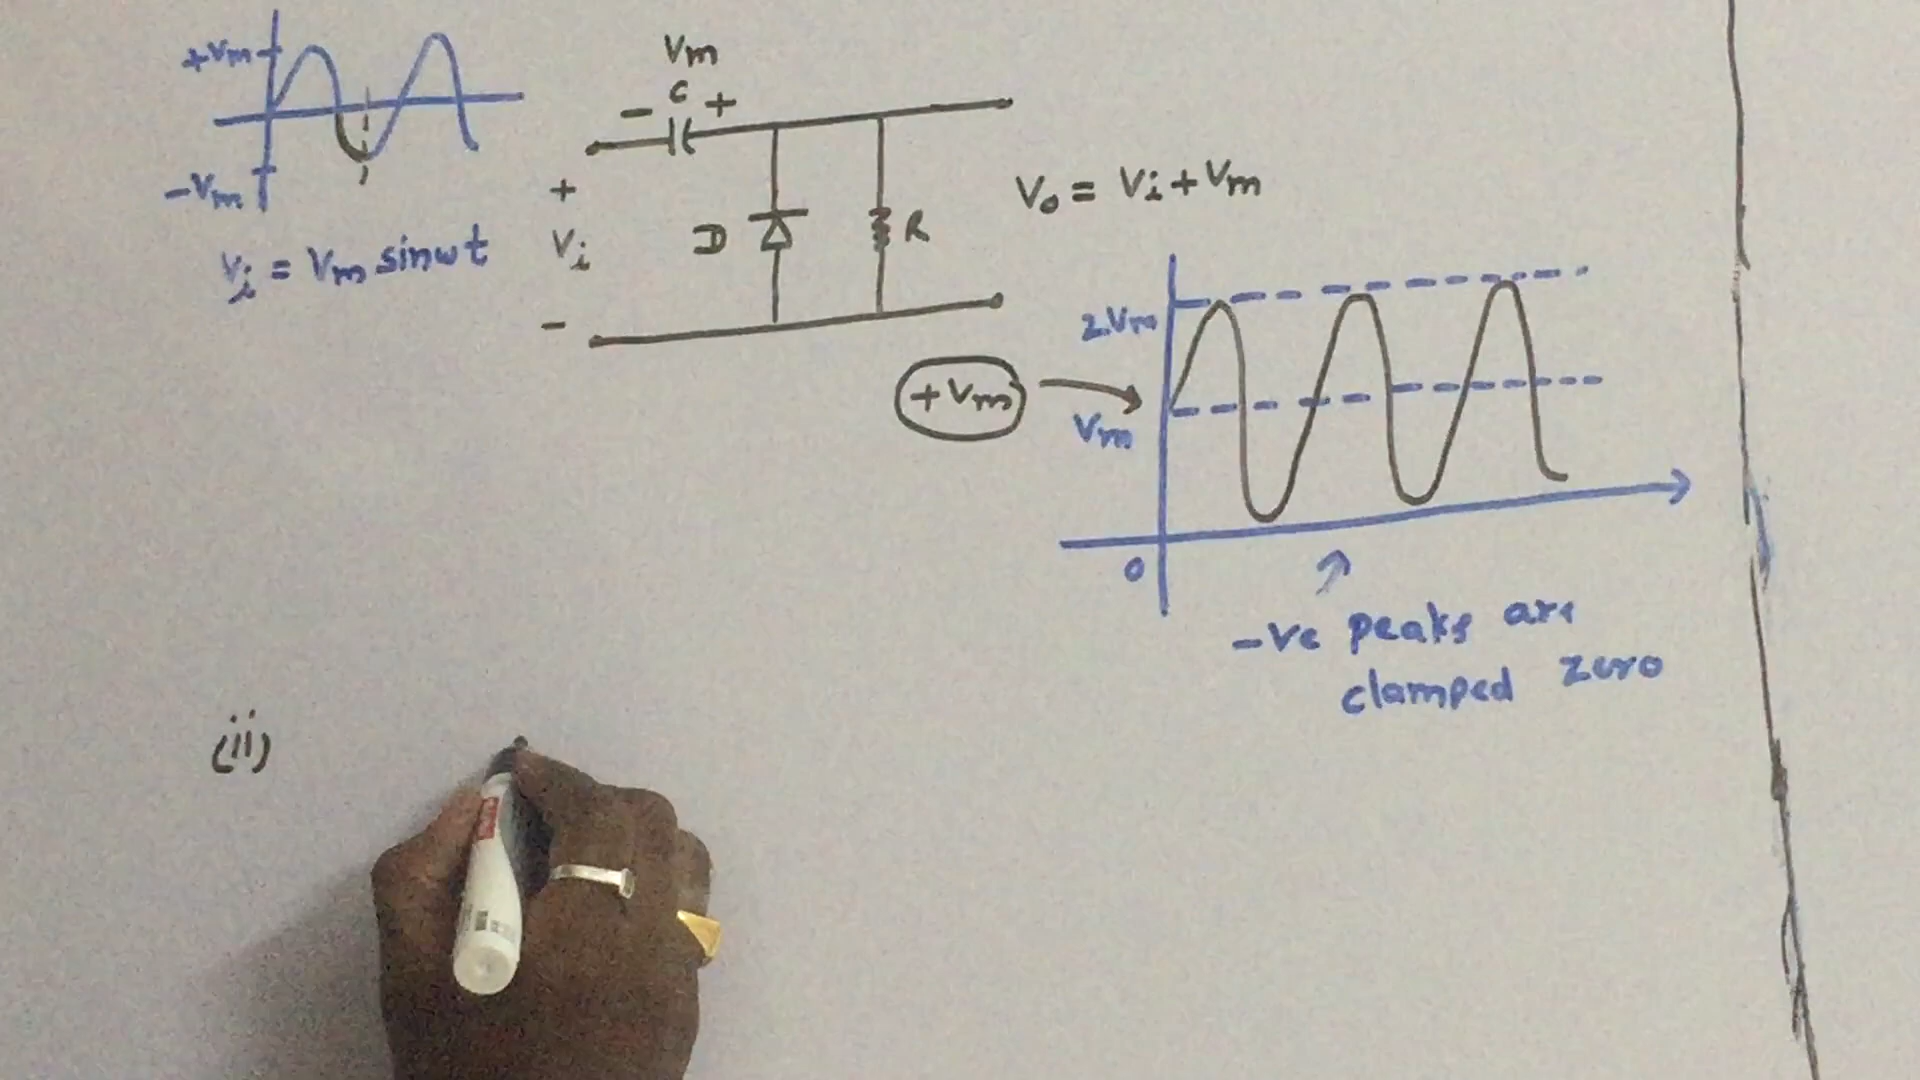 +Vm
-Vm
Vi = Vm sinωt
Vm
- C +
+
Vi
-
D
R
Vo = Vi + Vm
+Vm
2Vm
Vm
0
-ve peaks are
clamped zero
(ii)